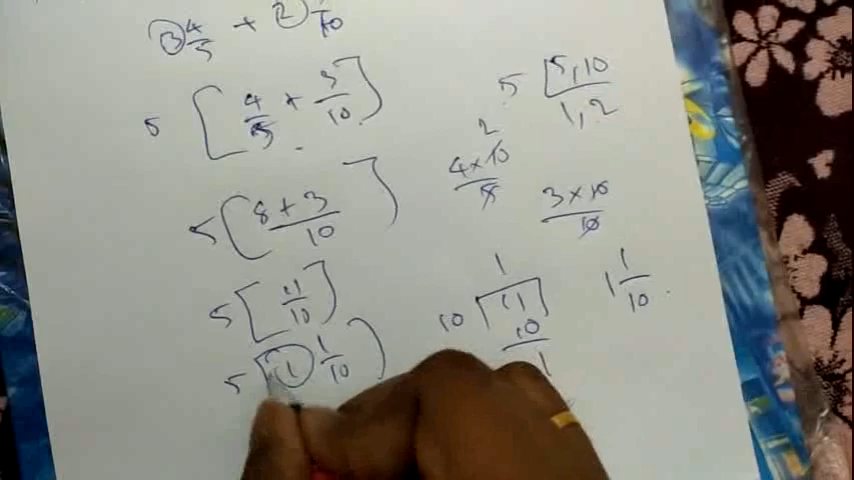 3 4/5 + 2 /10
5 [ 4/5 + 3/10 ]
5 | 5, 10
1, 2
5 [ 8 + 3 / 10 ]
4 × 10 / 5 2
3 × 10 / 10
5 [ 11/10 ]
1
10 | 11
10
1
1 1/10
5 [ 1 1/10 ]